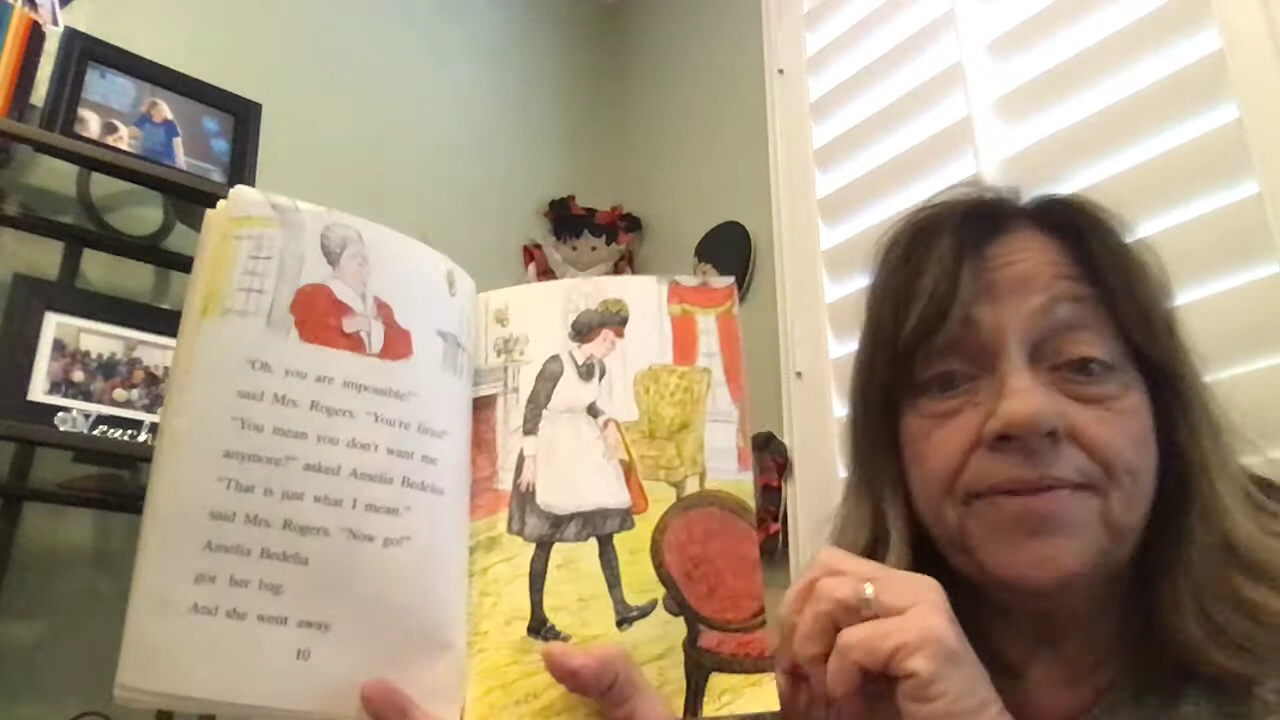 "Oh, you are impossible!"
said Mrs. Rogers. "You're fired!"
"You mean you don't want me
anymore?" asked Amelia Bedelia.
"That is just what I mean,"
said Mrs. Rogers. "Now go!"
Amelia Bedelia
got her bag.
And she went away.
10